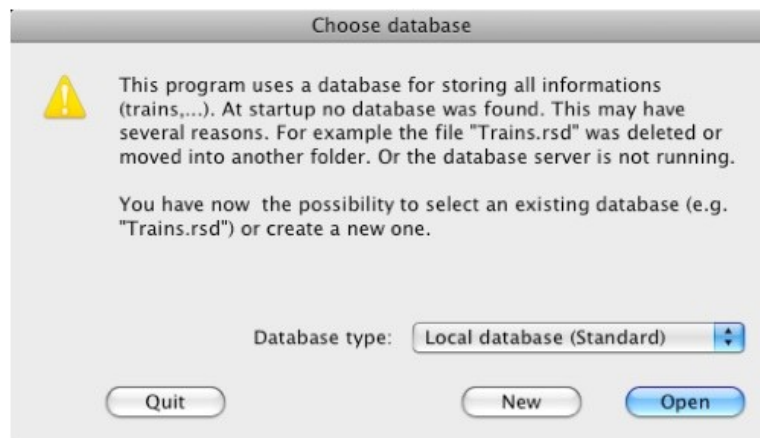 Choose database
This program uses a database for storing all informations
(trains,...). At startup no database was found. This may have
several reasons. For example the file "Trains.rsd" was deleted or
moved into another folder. Or the database server is not running.
You have now  the possibility to select an existing database (e.g.
"Trains.rsd") or create a new one.
Database type: Local database (Standard)
Quit New Open